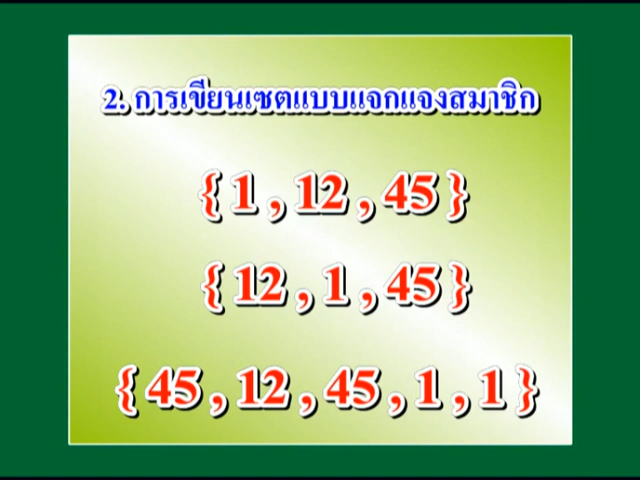 2. การเขียนเซตแบบแจกแจงสมาชิก
{ 1 , 12 , 45 }
{ 12 , 1 , 45 }
{ 45 , 12 , 45 , 1 , 1 }